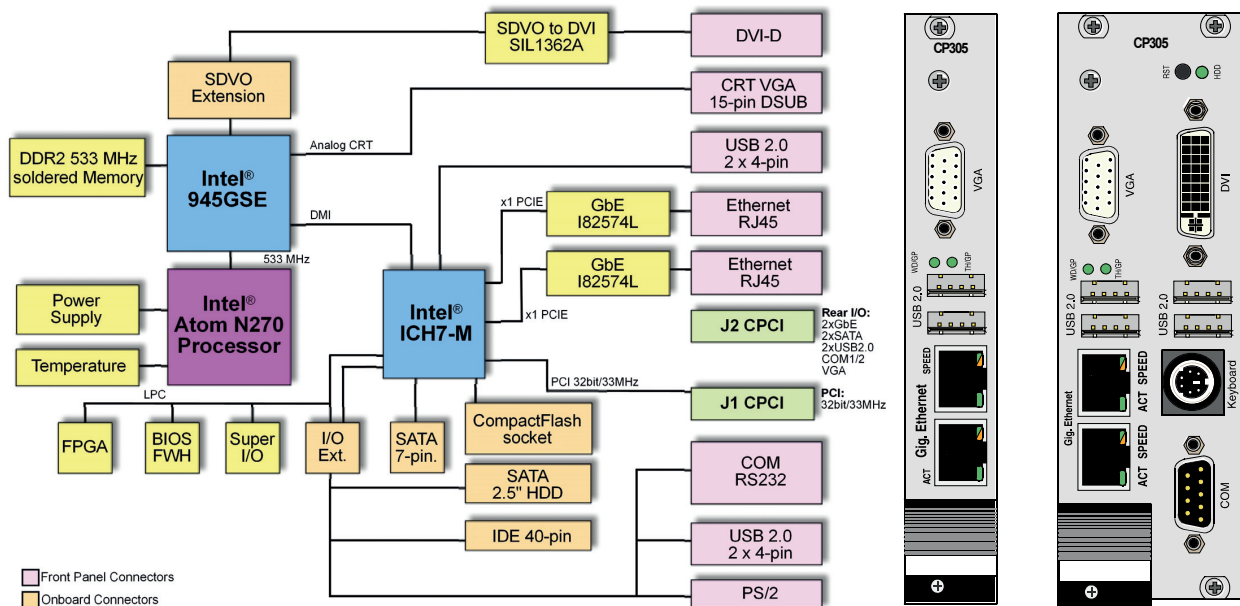 SDVO to DVI
SIL1362A
DVI-D
SDVO
Extension
CRT VGA
15-pin DSUB
Analog CRT
DDR2 533 MHz
soldered Memory
Intel®
945GSE
USB 2.0
2 x 4-pin
x1 PCIE
GbE
I82574L
Ethernet
RJ45
DMI
533 MHz
GbE
I82574L
Ethernet
RJ45
Power
Supply
Intel®
Atom N270
Processor
Intel®
ICH7-M
x1 PCIE
J2 CPCI
Rear I/O:
2xGbE
2xSATA
2xUSB2.0
COM1/2
VGA
Temperature
PCI 32bit/33MHz
J1 CPCI
PCI:
32bit/33MHz
LPC
FPGA
BIOS
FWH
Super
I/O
I/O
Ext.
SATA
7-pin.
CompactFlash
socket
SATA
2.5" HDD
COM
RS232
IDE 40-pin
USB 2.0
2 x 4-pin
PS/2
Front Panel Connectors
Onboard Connectors
CP305
VGA
WD/GP
TH/GP
USB 2.0
SPEED
Gig. Ethernet
ACT
CP305
RST
HDD
VGA
DVI
WD/GP
TH/GP
USB 2.0
USB 2.0
ACT SPEED
Keyboard
Gig. Ethernet
ACT SPEED
COM